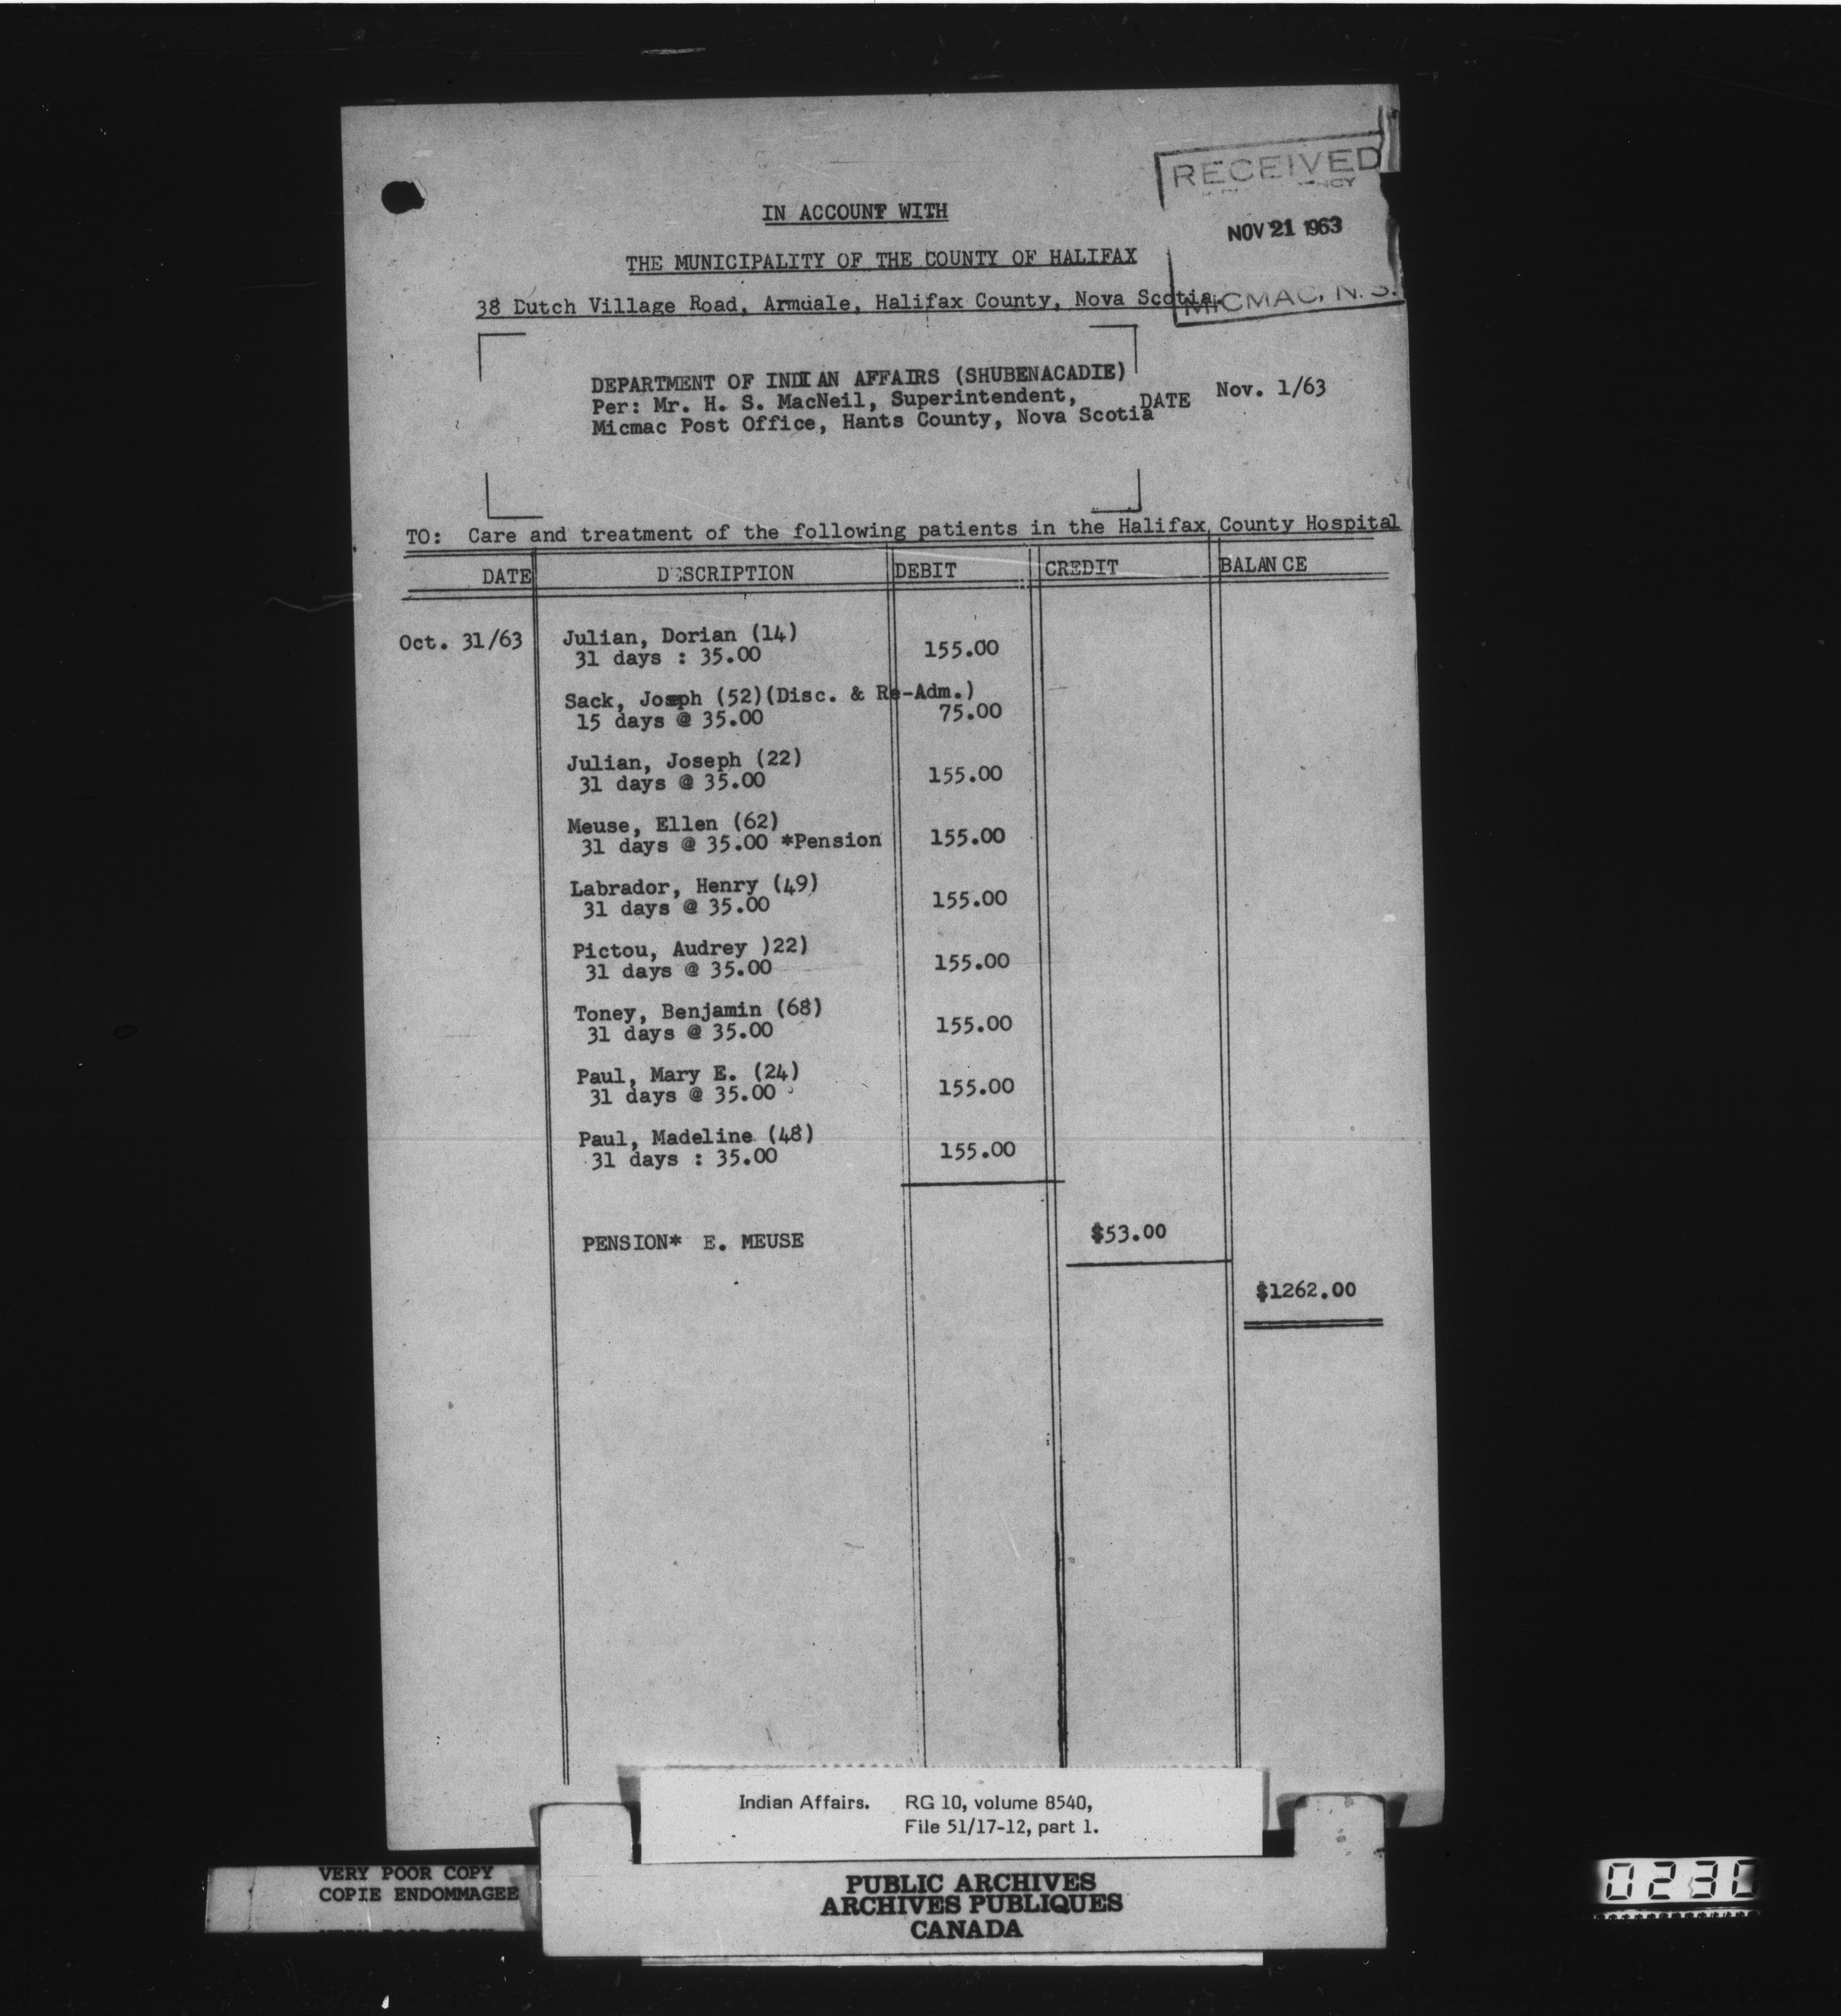 RECEIVED
NOV 21 1963
MICMAC, N. S.
IN ACCOUNT WITH
THE MUNICIPALITY OF THE COUNTY OF HALIFAX
38 Dutch Village Road, Armdale, Halifax County, Nova Scotia.
DEPARTMENT OF INDIAN AFFAIRS (SHUBENACADIE)
Per: Mr. H. S. MacNeil, Superintendent,
Micmac Post Office, Hants County, Nova Scotia
DATE Nov. 1/63
TO: Care and treatment of the following patients in the Halifax County Hospital
DATE DESCRIPTION DEBIT CREDIT BALANCE
Oct. 31/63 Julian, Dorian (14)
31 days : 35.00 155.00
Sack, Joseph (52)(Disc. & Re-Adm.)
15 days @ 35.00 75.00
Julian, Joseph (22)
31 days @ 35.00 155.00
Meuse, Ellen (62)
31 days @ 35.00 *Pension 155.00
Labrador, Henry (49)
31 days @ 35.00 155.00
Pictou, Audrey )22)
31 days @ 35.00 155.00
Toney, Benjamin (68)
31 days @ 35.00 155.00
Paul, Mary E. (24)
31 days @ 35.00 155.00
Paul, Madeline (48)
31 days : 35.00 155.00
PENSION* E. MEUSE $53.00
$1262.00
Indian Affairs. RG 10, volume 8540,
File 51/17-12, part 1.
VERY POOR COPY
COPIE ENDOMMAGEE
PUBLIC ARCHIVES
ARCHIVES PUBLIQUES
CANADA
0230